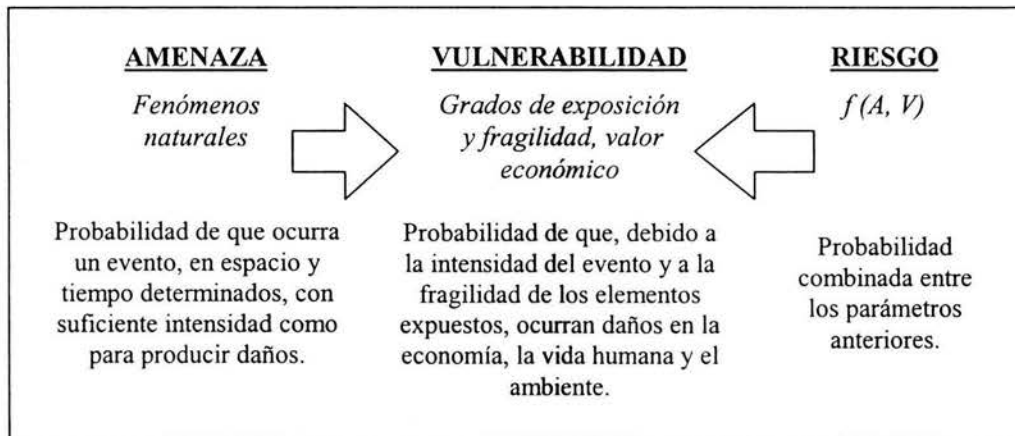 AMENAZA
Fenómenos
naturales
Probabilidad de que ocurra
un evento, en espacio y
tiempo determinados, con
suficiente intensidad como
para producir daños.
VULNERABILIDAD
Grados de exposición
y fragilidad, valor
económico
Probabilidad de que, debido a
la intensidad del evento y a la
fragilidad de los elementos
expuestos, ocurran daños en la
economía, la vida humana y el
ambiente.
RIESGO
f (A, V)
Probabilidad
combinada entre
los parámetros
anteriores.